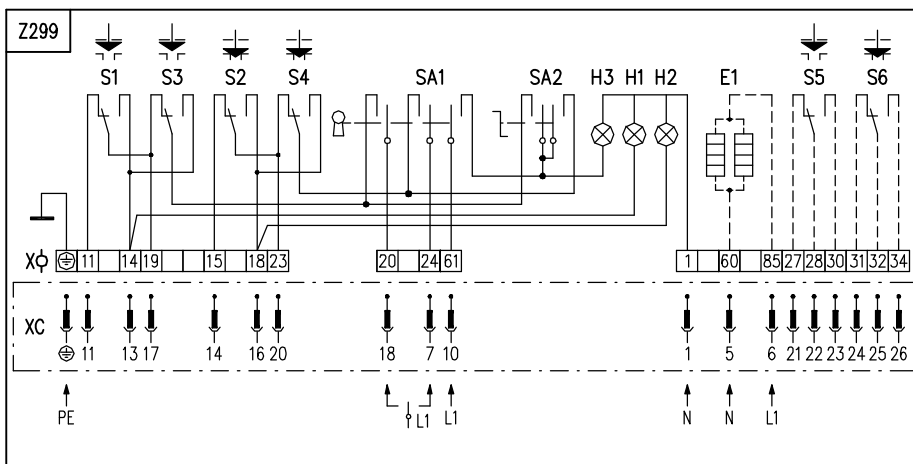 Z299
S1 S3 S2 S4 SA1 SA2 H3 H1 H2 E1 S5 S6
X 11 14 19 15 18 23 20 24 61 1 60 85 27 28 30 31 32 34
XC
11 13 17 14 16 20 18 7 10 1 5 6 21 22 23 24 25 26
PE L1 L1 N N L1